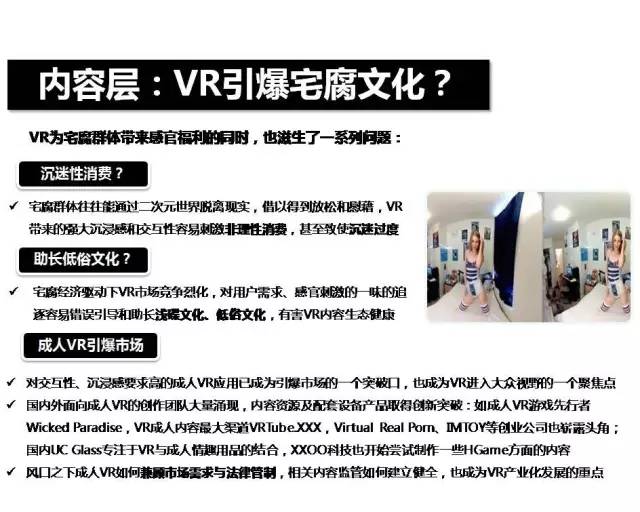 内容层：VR引爆宅腐文化？
VR为宅腐群体带来感官福利的同时，也滋生了一系列问题：
沉迷性消费？
✓ 宅腐群体往往能通过二次元世界脱离现实，借以得到放松和慰藉，VR
带来的强大沉浸感和交互性容易刺激非理性消费，甚至致使沉迷过度
助长低俗文化？
✓ 宅腐经济驱动下VR市场竞争烈化，对用户需求、感官刺激的一味的追
逐容易错误引导和助长浅碟文化、低俗文化，有害VR内容生态健康
成人VR引爆市场
✓ 对交互性、沉浸感要求高的成人VR应用已成为引爆市场的一个突破口，也成为VR进入大众视野的一个聚焦点
✓ 国内外面向成人VR的创作团队大量涌现，内容资源及配套设备产品取得创新突破：如成人VR游戏先行者
Wicked Paradise，VR成人内容最大渠道VRTube.XXX，Virtual Real Porn、IMTOY等创业公司也崭露头角；
国内UC Glass专注于VR与成人情趣用品的结合，XXOO科技也开始尝试制作一些HGame方面的内容
✓ 风口之下成人VR如何兼顾市场需求与法律管制，相关内容监管如何建立健全，也成为VR产业化发展的重点